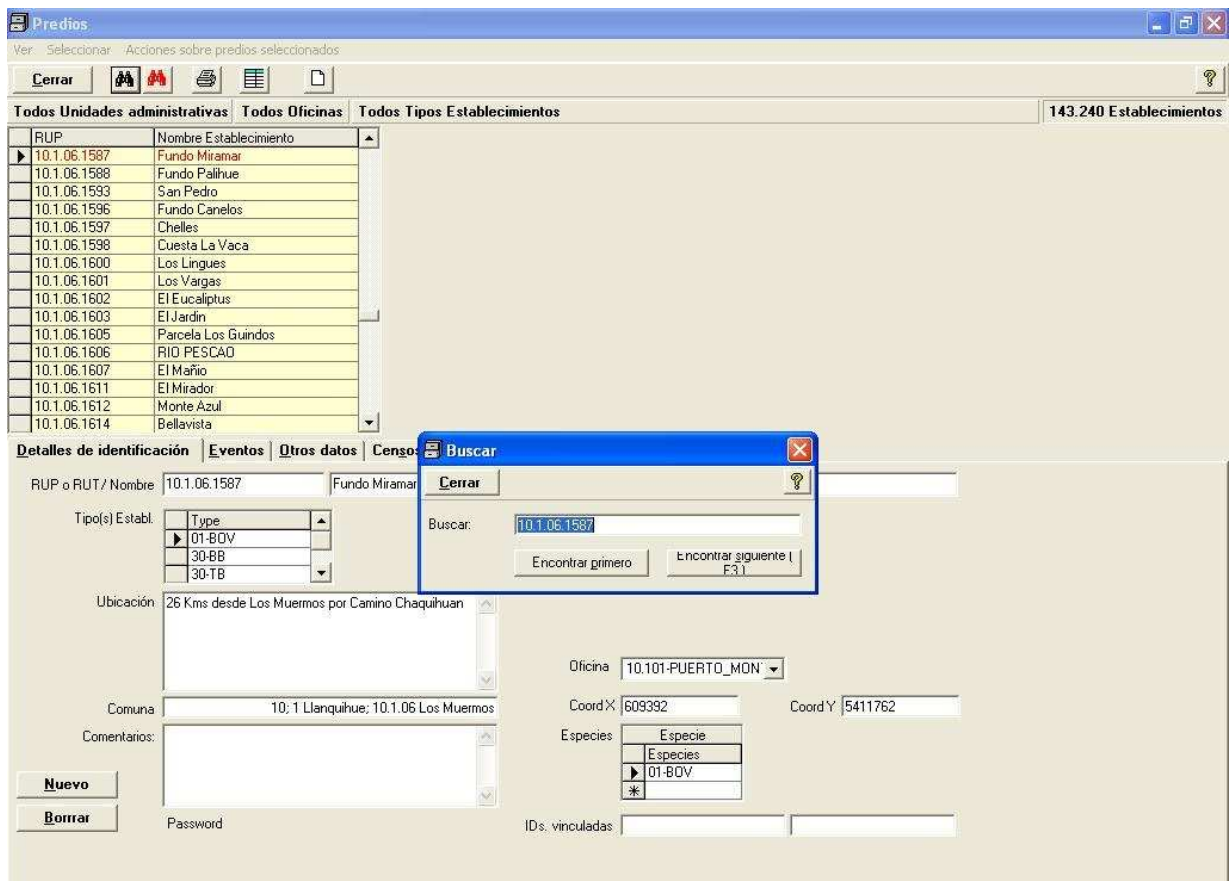 Predios
Ver Seleccionar Acciones sobre predios seleccionados
Cerrar ?
Todos Unidades administrativas Todos Oficinas Todos Tipos Establecimientos 143.240 Establecimientos
RUP Nombre Establecimiento
10.1.06.1587 Fundo Miramar
10.1.06.1588 Fundo Palihue
10.1.06.1593 San Pedro
10.1.06.1596 Fundo Canelos
10.1.06.1597 Chelles
10.1.06.1598 Cuesta La Vaca
10.1.06.1600 Los Lingues
10.1.06.1601 Los Vargas
10.1.06.1602 El Eucaliptus
10.1.06.1603 El Jardin
10.1.06.1605 Parcela Los Guindos
10.1.06.1606 RIO PESCAO
10.1.06.1607 El Mañio
10.1.06.1611 El Mirador
10.1.06.1612 Monte Azul
10.1.06.1614 Bellavista
Detalles de identificación Eventos Otros datos Censos
Buscar
Cerrar ?
Buscar: 10.1.06.1587
Encontrar primero Encontrar siguiente ( F3 )
RUP o RUT / Nombre 10.1.06.1587 Fundo Miramar
Tipo(s) Establ. Type
01-BOV
30-BB
30-TB
Ubicación 26 Kms desde Los Muermos por Camino Chaquihuan
Oficina 10.101-PUERTO_MON
Comuna 10; 1 Llanquihue; 10.1.06 Los Muermos
Coord X 609392 Coord Y 5411762
Comentarios:
Especies Especie
Especies
01-BOV
Nuevo
Borrrar
Password
IDs. vinculadas